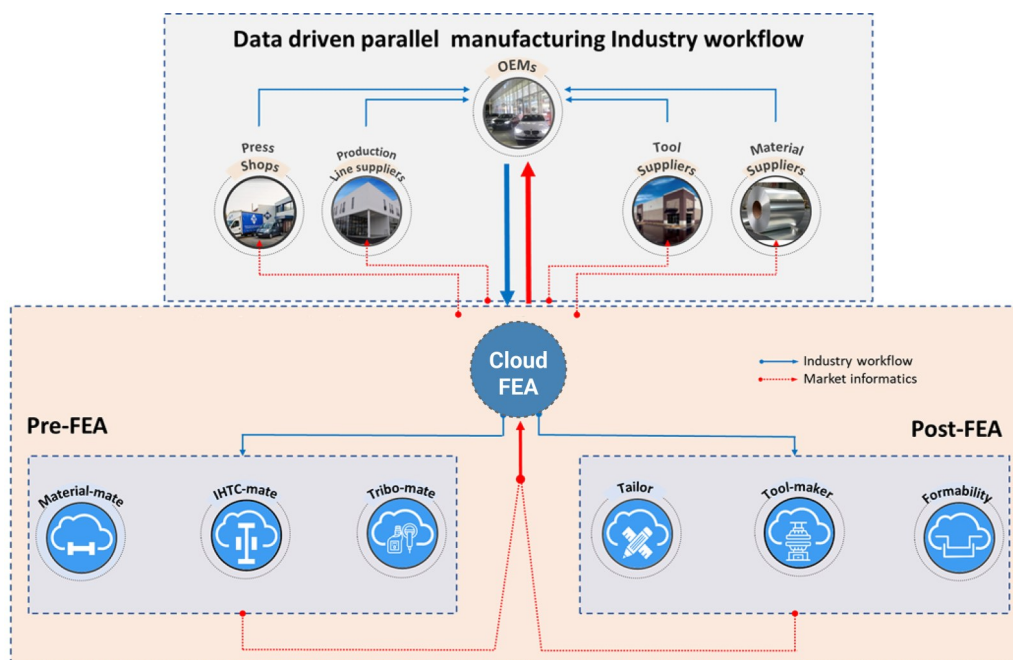 Data driven parallel manufacturing Industry workflow
OEMs
Press
Shops
Production
Line suppliers
Tool
Suppliers
Material
Suppliers
Cloud
FEA
Industry workflow
Market informatics
Pre-FEA
Post-FEA
Material-mate
IHTC-mate
Tribo-mate
Tailor
Tool-maker
Formability